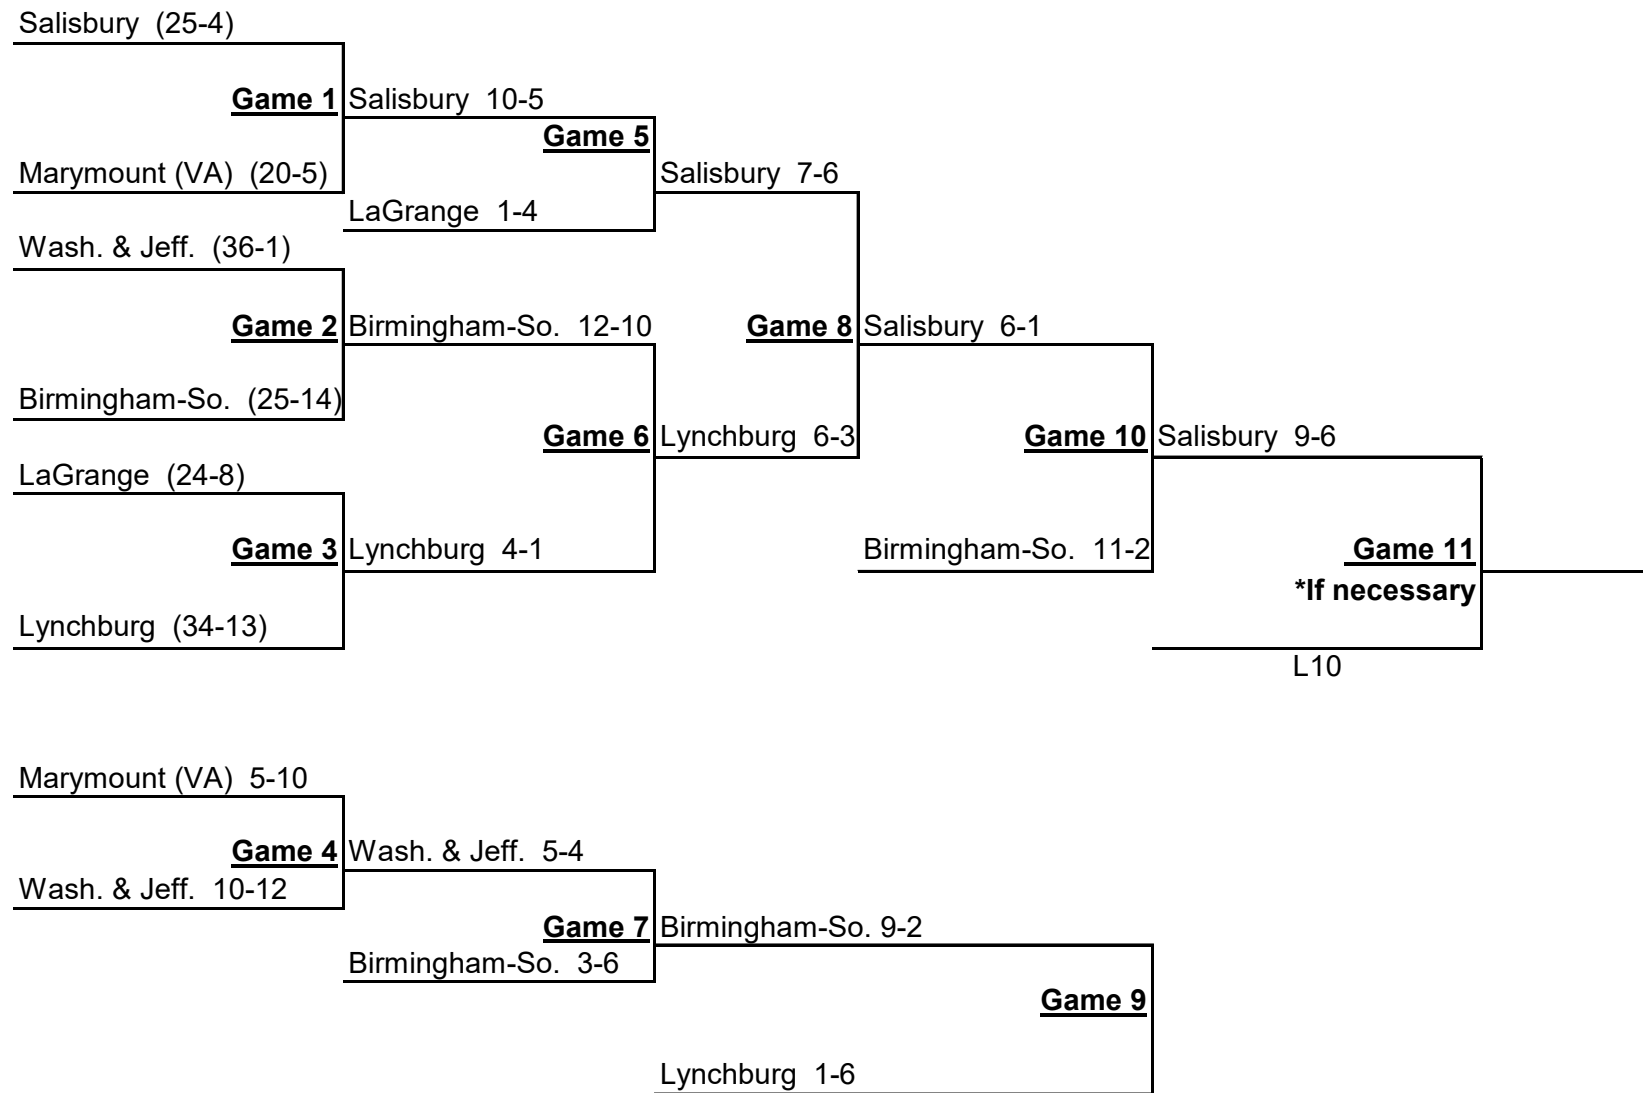 Salisbury (25-4)
Game 1 Salisbury 10-5
Game 5
Marymount (VA) (20-5) Salisbury 7-6
LaGrange 1-4
Wash. & Jeff. (36-1)
Game 2 Birmingham-So. 12-10 Game 8 Salisbury 6-1
Birmingham-So. (25-14)
Game 6 Lynchburg 6-3 Game 10 Salisbury 9-6
LaGrange (24-8)
Game 3 Lynchburg 4-1 Birmingham-So. 11-2 Game 11
*If necessary
Lynchburg (34-13)
L10
Marymount (VA) 5-10
Game 4 Wash. & Jeff. 5-4
Wash. & Jeff. 10-12
Game 7 Birmingham-So. 9-2
Birmingham-So. 3-6
Game 9
Lynchburg 1-6